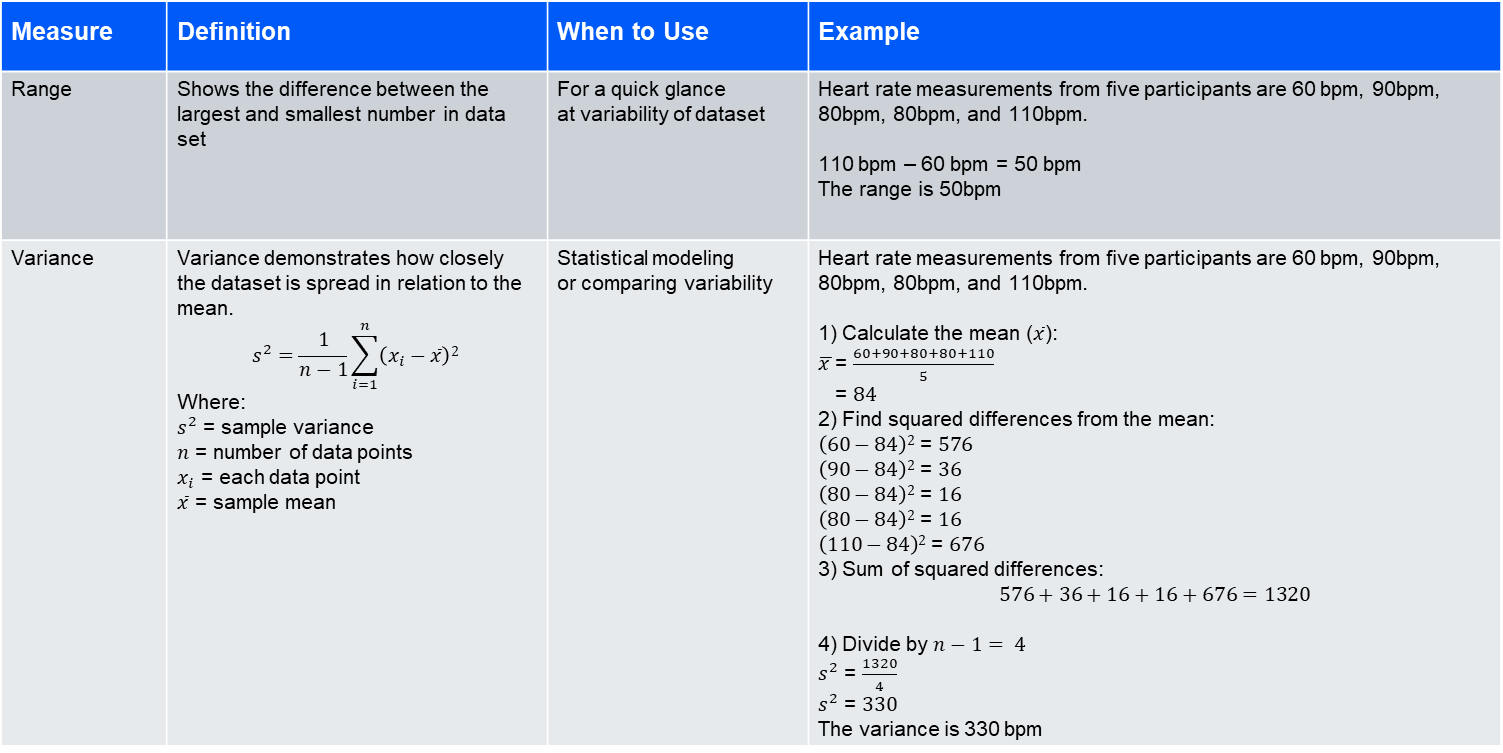 Measure
Definition
When to Use
Example
Range
Shows the difference between the
largest and smallest number in data
set
For a quick glance
at variability of dataset
Heart rate measurements from five participants are 60 bpm, 90bpm,
80bpm, 80bpm, and 110bpm.
110 bpm – 60 bpm = 50 bpm
The range is 50bpm
Variance
Variance demonstrates how closely
the dataset is spread in relation to the
mean.
s² = 1/(n − 1) ∑ⁿᵢ₌₁ (xᵢ − x̄)²
Where:
s² = sample variance
n = number of data points
xᵢ = each data point
x̄ = sample mean
Statistical modeling
or comparing variability
Heart rate measurements from five participants are 60 bpm, 90bpm,
80bpm, 80bpm, and 110bpm.
1) Calculate the mean (x̄):
x̄ = 60+90+80+80+110/5
= 84
2) Find squared differences from the mean:
(60 – 84)² = 576
(90 – 84)² = 36
(80 – 84)² = 16
(80 – 84)² = 16
(110 – 84)² = 676
3) Sum of squared differences:
576 + 36 + 16 + 16 + 676 = 1320
4) Divide by n − 1 = 4
s² = 1320/4
s² = 330
The variance is 330 bpm